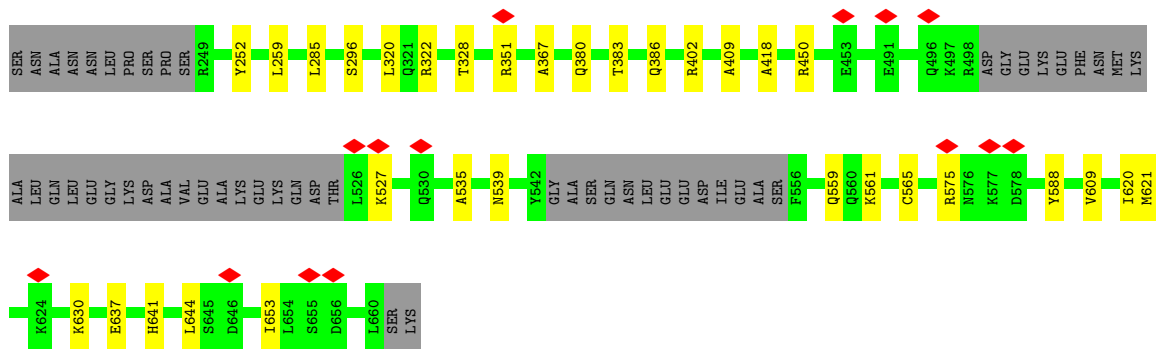 SER ASN ALA ASN ASN LEU PRO SER PRO SER R249 Y252 L259 L285 S296 L320 Q321 R322 T328 R351 A367 Q380 T383 Q386 R402 A409 A418 R450 E453 E491 Q496 K497 R498 ASP GLY GLU LYS GLU PHE ASN MET LYS
ALA LEU GLN LEU GLU GLY LYS ASP ALA VAL GLU ALA LYS GLU LYS GLN ASP THR L526 K527 Q530 A535 N539 Y542 GLY ALA SER GLN ASN LEU GLU GLU ASP ILE GLU ALA SER F556 Q559 Q560 K561 C565 R575 N576 K577 D578 Y588 V609 I620 M621
K624 K630 E637 H641 L644 S645 D646 I653 L654 S655 D656 L660 SER LYS